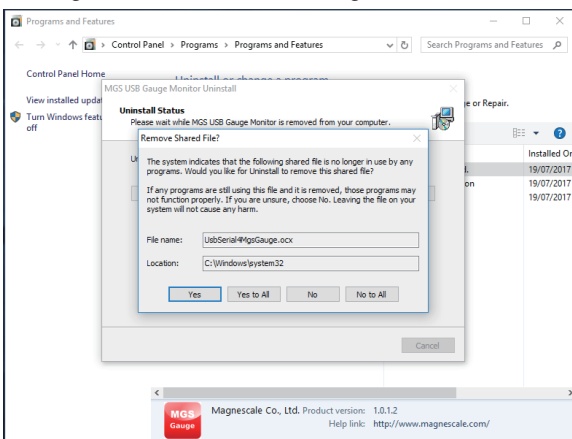 Programs and Features
Control Panel > Programs > Programs and Features
Search Programs and Features
Control Panel Home
Uninstall or change a program
MGS USB Gauge Monitor Uninstall
View installed updat
Uninstall Status
Please wait while MGS USB Gauge Monitor is removed from your computer.
ge or Repair.
Turn Windows featu
off
Remove Shared File?
Installed Or
The system indicates that the following shared file is no longer in use by any
programs. Would you like for Uninstall to remove this shared file?
l. 19/07/2017
on 19/07/2017
19/07/2017
If any programs are still using this file and it is removed, those programs may
not function properly. If you are unsure, choose No. Leaving the file on your
system will not cause any harm.
File name: UsbSerial4MgsGauge.ocx
Location: C:\Windows\system32
Yes Yes to All No No to All
Cancel
MGS
Gauge
Magnescale Co., Ltd. Product version: 1.0.1.2
Help link: http://www.magnescale.com/